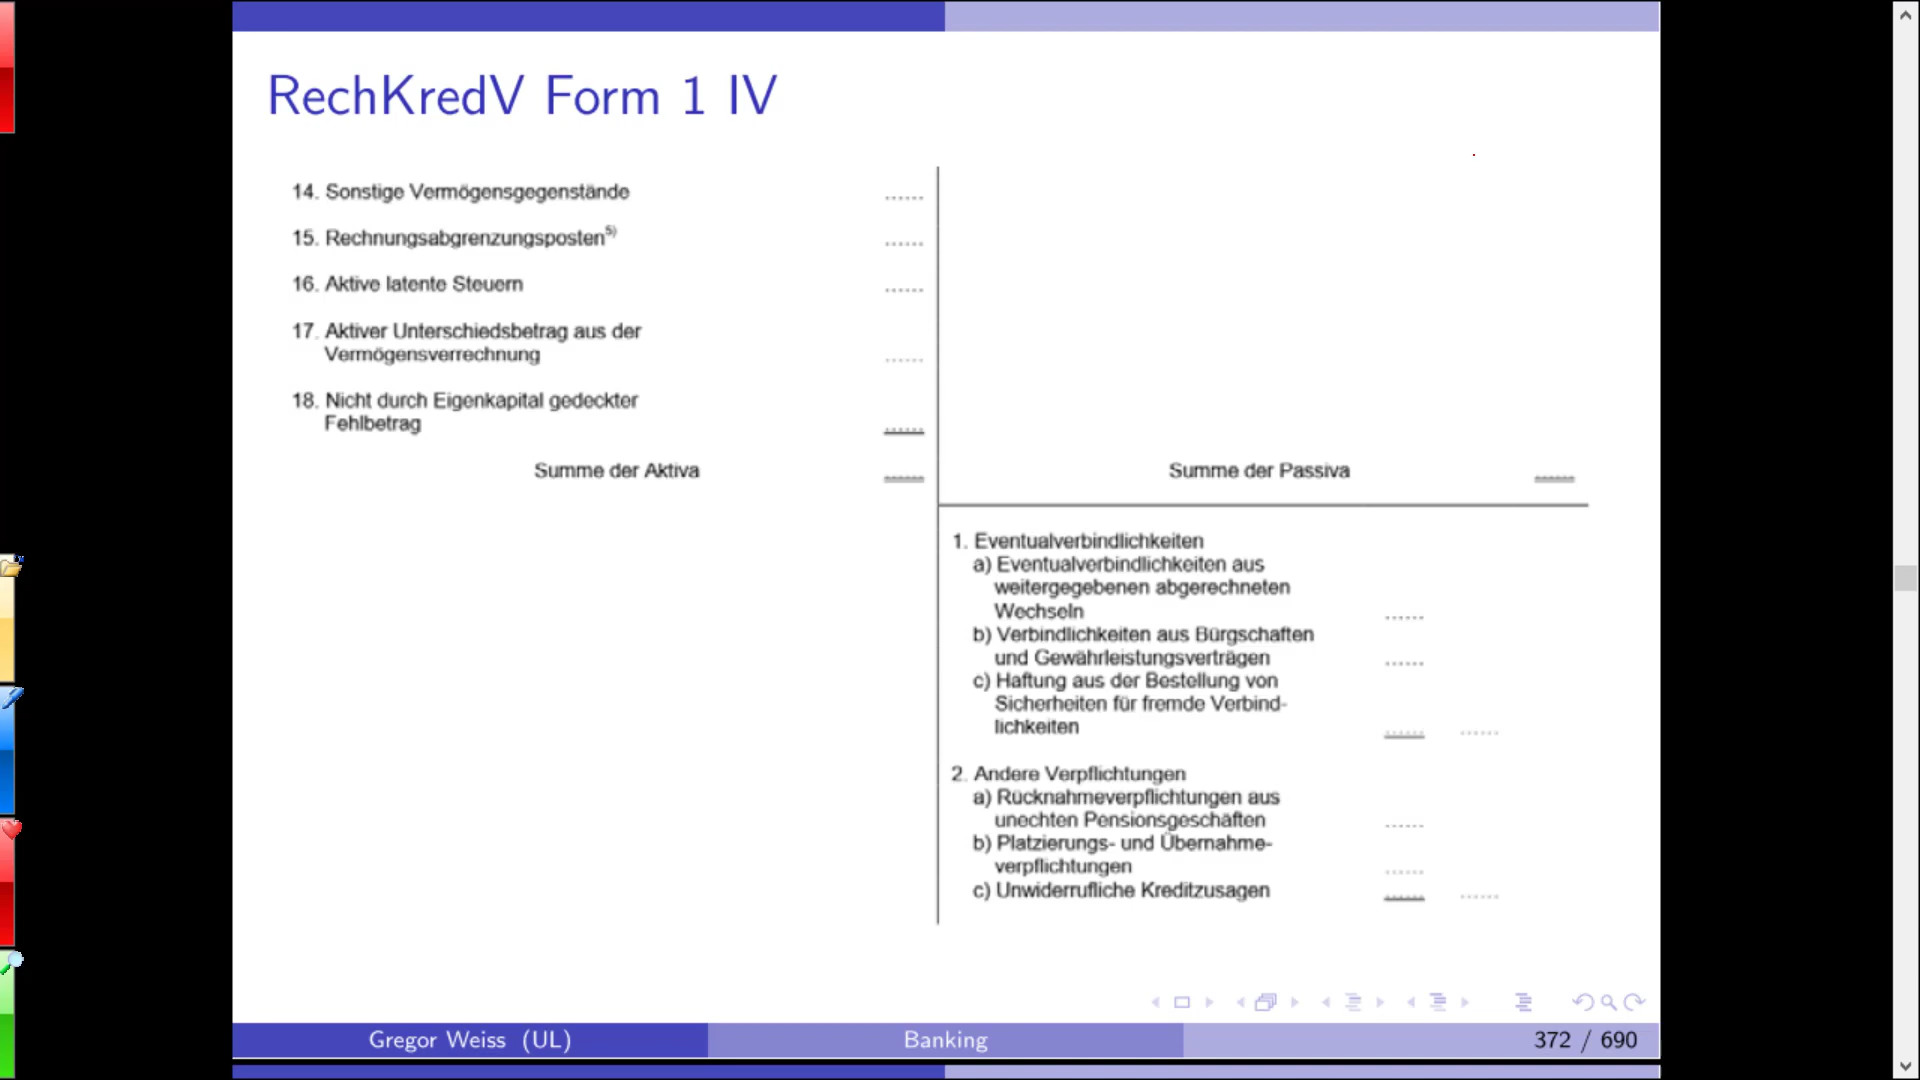 RechKredV Form 1 IV
14. Sonstige Vermögensgegenstände ......
15. Rechnungsabgrenzungsposten5) ......
16. Aktive latente Steuern ......
17. Aktiver Unterschiedsbetrag aus der
Vermögensverrechnung ......
18. Nicht durch Eigenkapital gedeckter
Fehlbetrag ......
Summe der Aktiva ......
Summe der Passiva ......
1. Eventualverbindlichkeiten
a) Eventualverbindlichkeiten aus
weitergegebenen abgerechneten
Wechseln ......
b) Verbindlichkeiten aus Bürgschaften
und Gewährleistungsverträgen ......
c) Haftung aus der Bestellung von
Sicherheiten für fremde Verbind-
lichkeiten ...... ......
2. Andere Verpflichtungen
a) Rücknahmeverpflichtungen aus
unechten Pensionsgeschäften ......
b) Platzierungs- und Übernahme-
verpflichtungen ......
c) Unwiderrufliche Kreditzusagen ...... ......
Gregor Weiss (UL) Banking 372 / 690